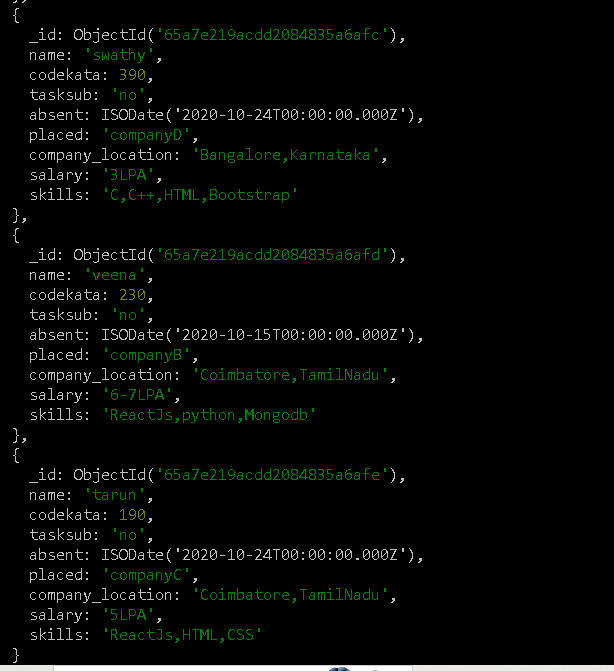 {
_id: ObjectId('65a7e219acdd2084835a6afc'),
name: 'swathy',
codekata: 390,
tasksub: 'no',
absent: ISODate('2020-10-24T00:00:00.000Z'),
placed: 'companyD',
company_location: 'Bangalore,Karnataka',
salary: '3LPA',
skills: 'C,C++,HTML,Bootstrap'
},
{
_id: ObjectId('65a7e219acdd2084835a6afd'),
name: 'veena',
codekata: 230,
tasksub: 'no',
absent: ISODate('2020-10-15T00:00:00.000Z'),
placed: 'companyB',
company_location: 'Coimbatore,TamilNadu',
salary: '6-7LPA',
skills: 'ReactJs,python,Mongodb'
},
{
_id: ObjectId('65a7e219acdd2084835a6afe'),
name: 'tarun',
codekata: 190,
tasksub: 'no',
absent: ISODate('2020-10-24T00:00:00.000Z'),
placed: 'companyC',
company_location: 'Coimbatore,TamilNadu',
salary: '5LPA',
skills: 'ReactJs,HTML,CSS'
}